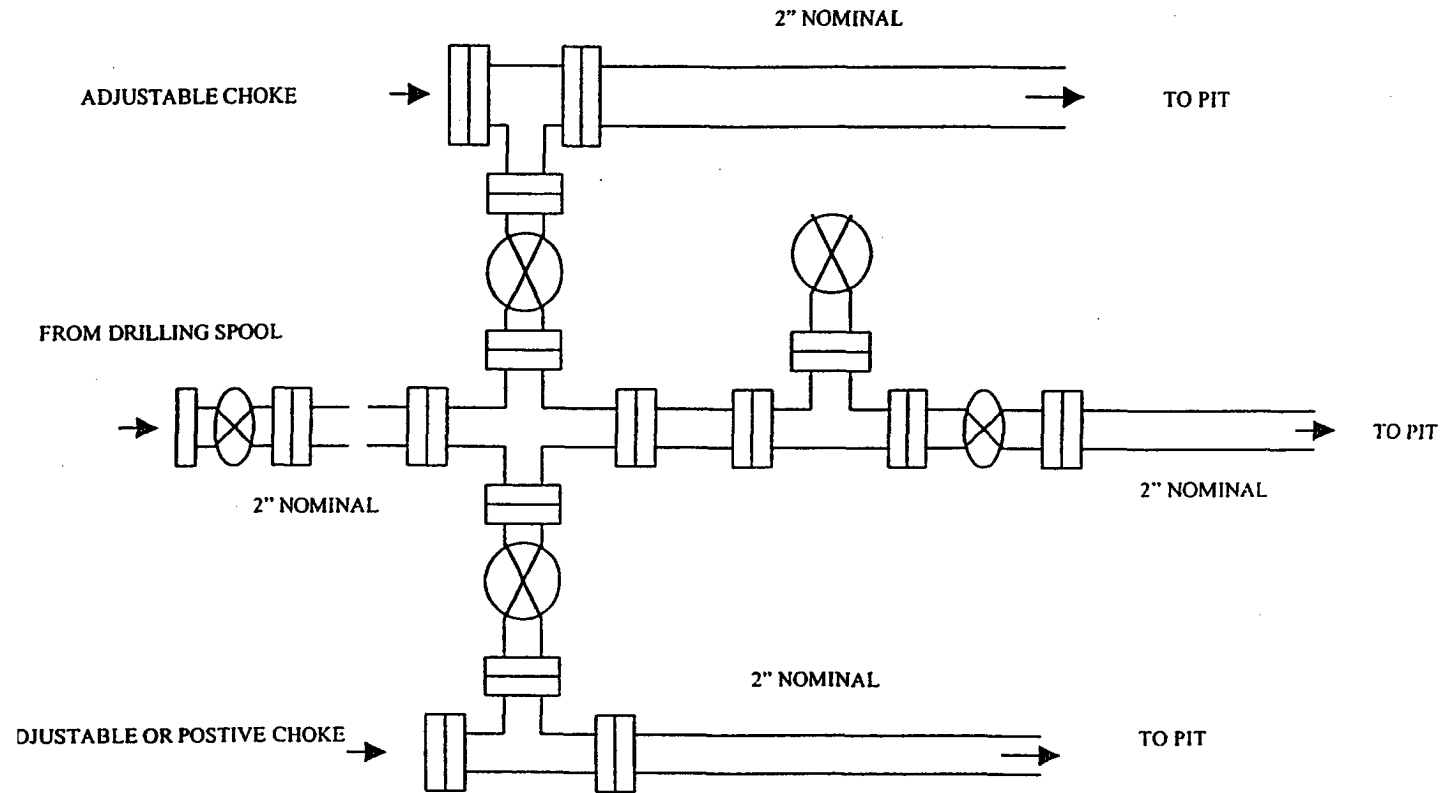 2” NOMINAL
ADJUSTABLE CHOKE
TO PIT
FROM DRILLING SPOOL
TO PIT
2” NOMINAL
2” NOMINAL
2” NOMINAL
DJUSTABLE OR POSTIVE CHOKE
TO PIT